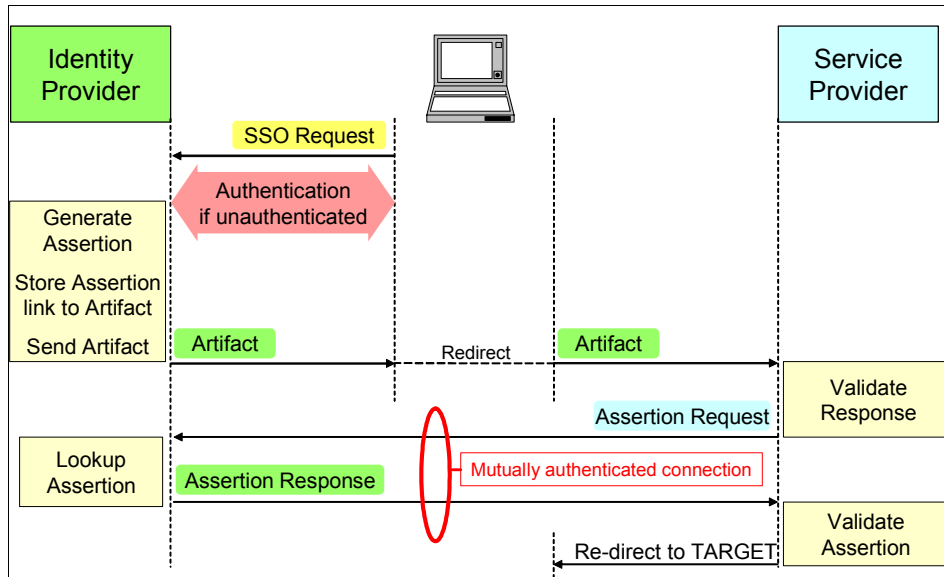 Identity
Provider
Service
Provider
SSO Request
Authentication
if unauthenticated
Generate
Assertion
Store Assertion
link to Artifact
Send Artifact
Artifact
Redirect
Artifact
Validate
Response
Assertion Request
Lookup
Assertion
Mutually authenticated connection
Assertion Response
Validate
Assertion
Re-direct to TARGET